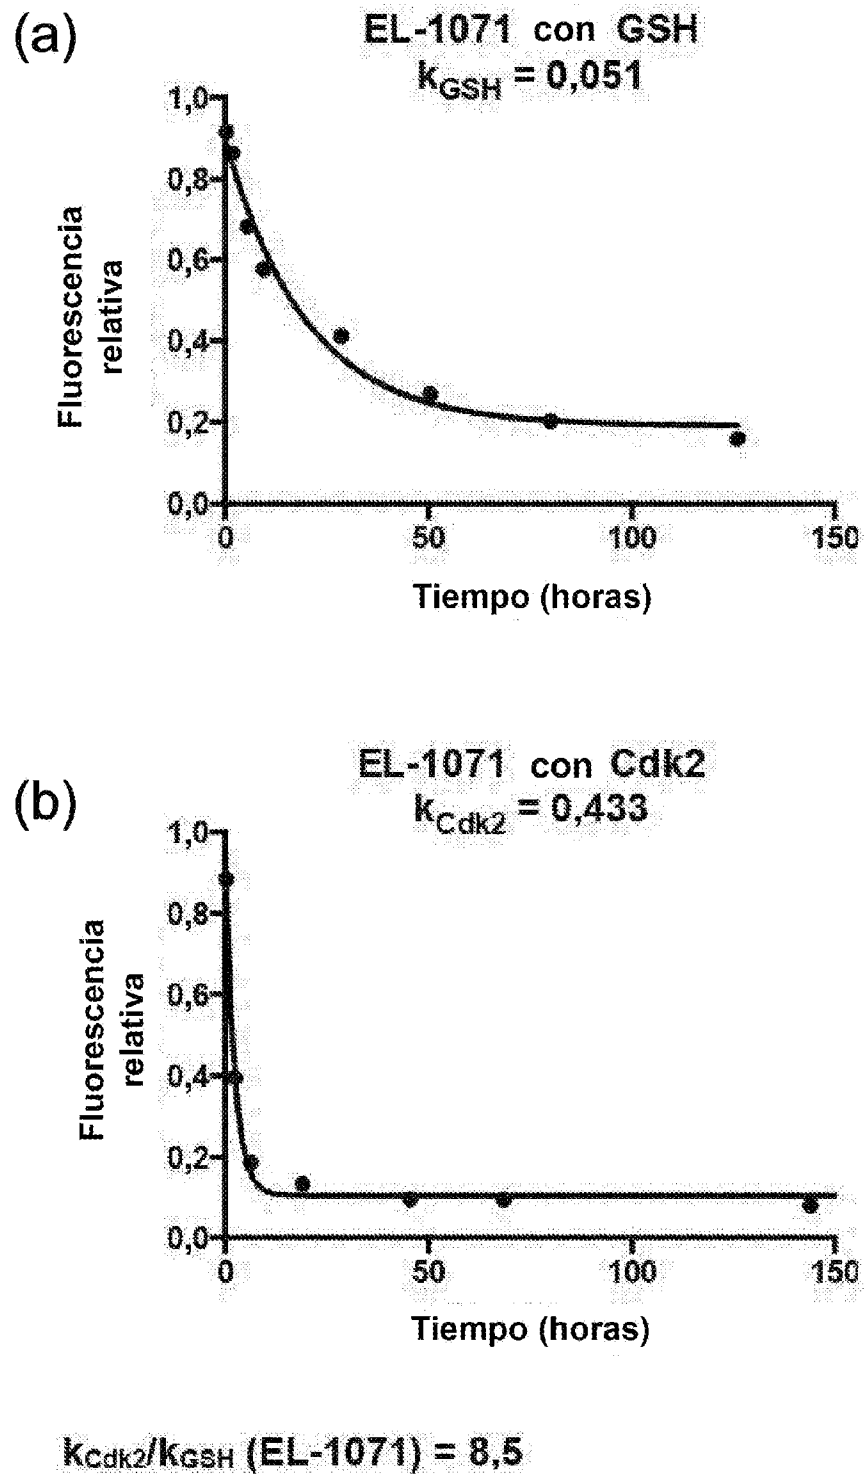 (a)
EL-1071 con GSH
kGSH = 0,051
1,0
0,8
0,6
0,4
0,2
0,0
Fluorescencia
relativa
0 50 100 150
Tiempo (horas)
(b)
EL-1071 con Cdk2
kCdk2 = 0,433
1,0
0,8
0,6
0,4
0,2
0,0
Fluorescencia
relativa
0 50 100 150
Tiempo (horas)
kCdk2/kGSH (EL-1071) = 8,5